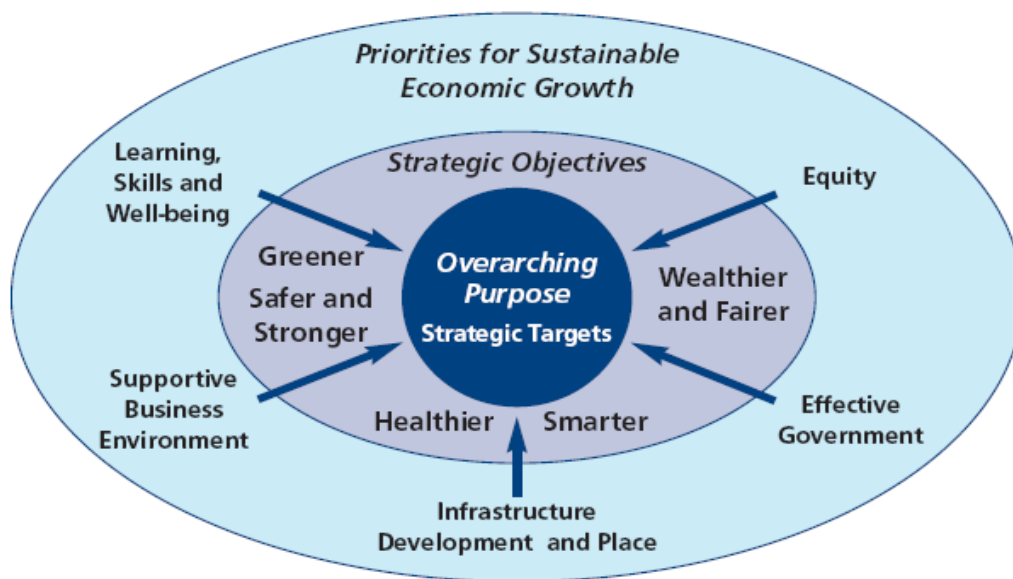 Priorities for Sustainable
Economic Growth
Learning,
Skills and
Well-being
Strategic Objectives
Equity
Greener
Safer and
Stronger
Overarching
Purpose
Strategic Targets
Wealthier
and Fairer
Supportive
Business
Environment
Healthier
Smarter
Effective
Government
Infrastructure
Development and Place